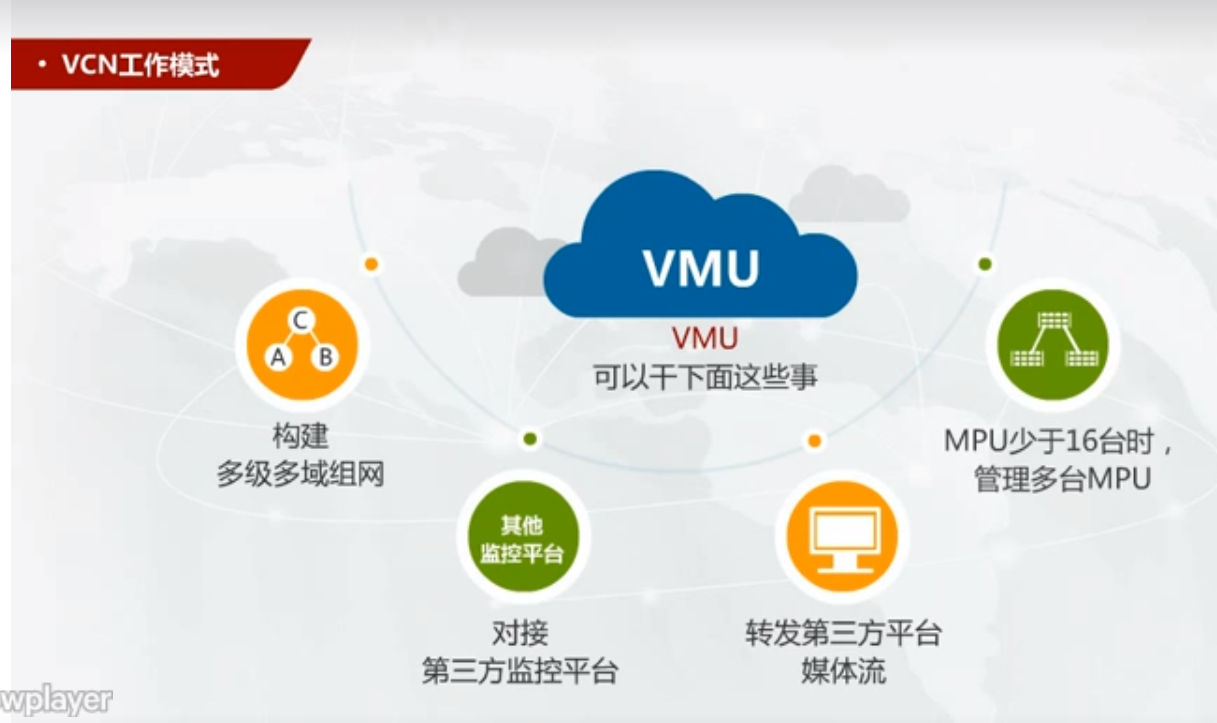 • VCN工作模式
VMU
VMU
可以干下面这些事
C
A B
构建
多级多域组网
其他
监控平台
对接
第三方监控平台
转发第三方平台
媒体流
MPU少于16台时，
管理多台MPU
wplayer